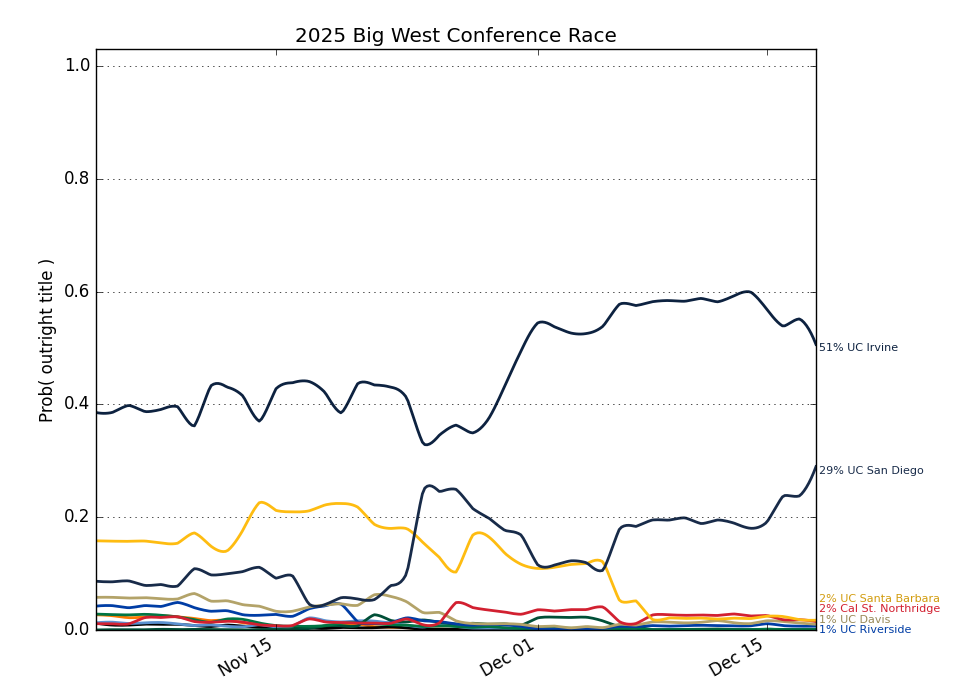 2025 Big West Conference Race
Prob( outright title )
1.0
0.8
0.6
0.4
0.2
0.0
51% UC Irvine
29% UC San Diego
2% UC Santa Barbara
2% Cal St. Northridge
1% UC Davis
1% UC Riverside
Nov 15
Dec 01
Dec 15